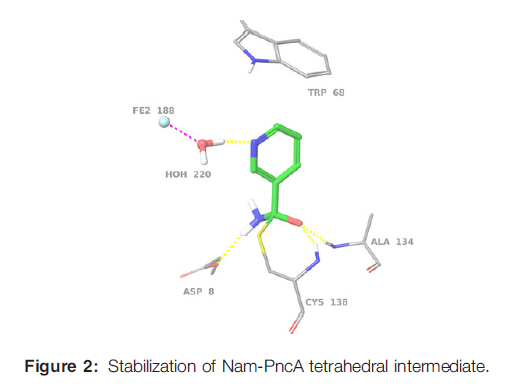 TRP 68
FE2 188
HOH 220
ALA 134
ASP 8
CYS 138
Figure 2: Stabilization of Nam-PncA tetrahedral intermediate.